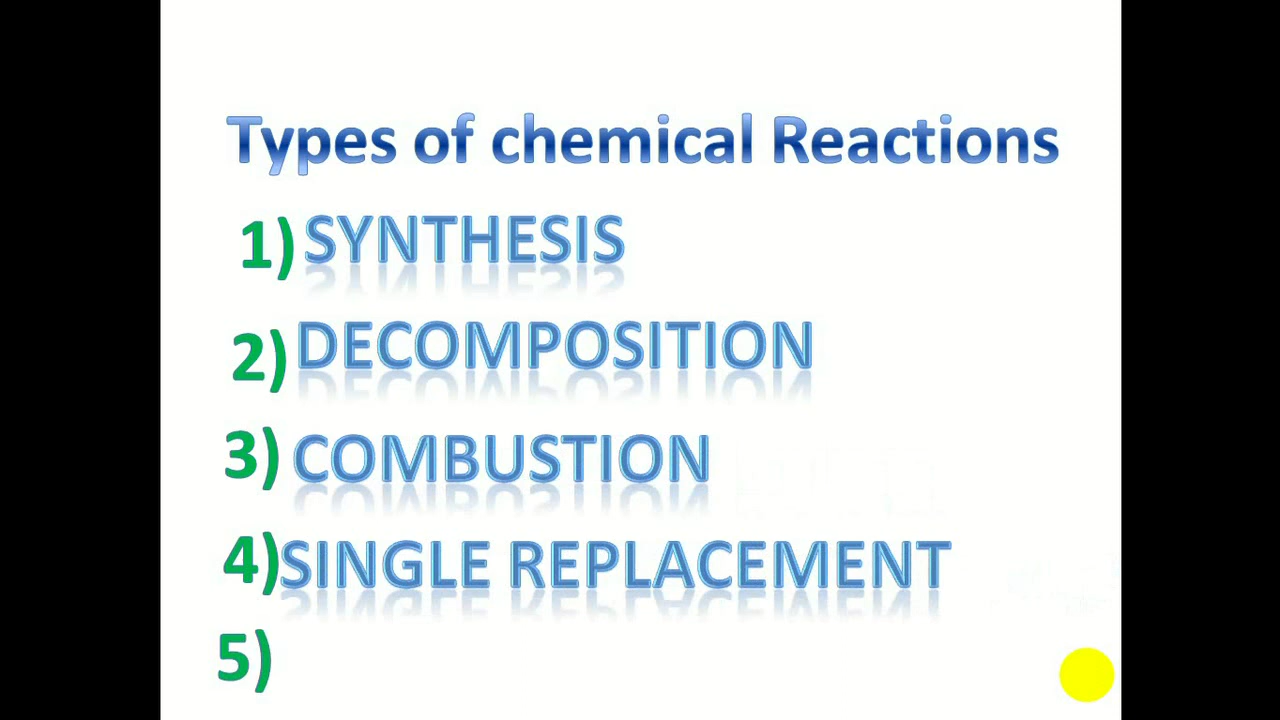 Types of chemical Reactions
1) SYNTHESIS
2) DECOMPOSITION
3) COMBUSTION
4) SINGLE REPLACEMENT
5)